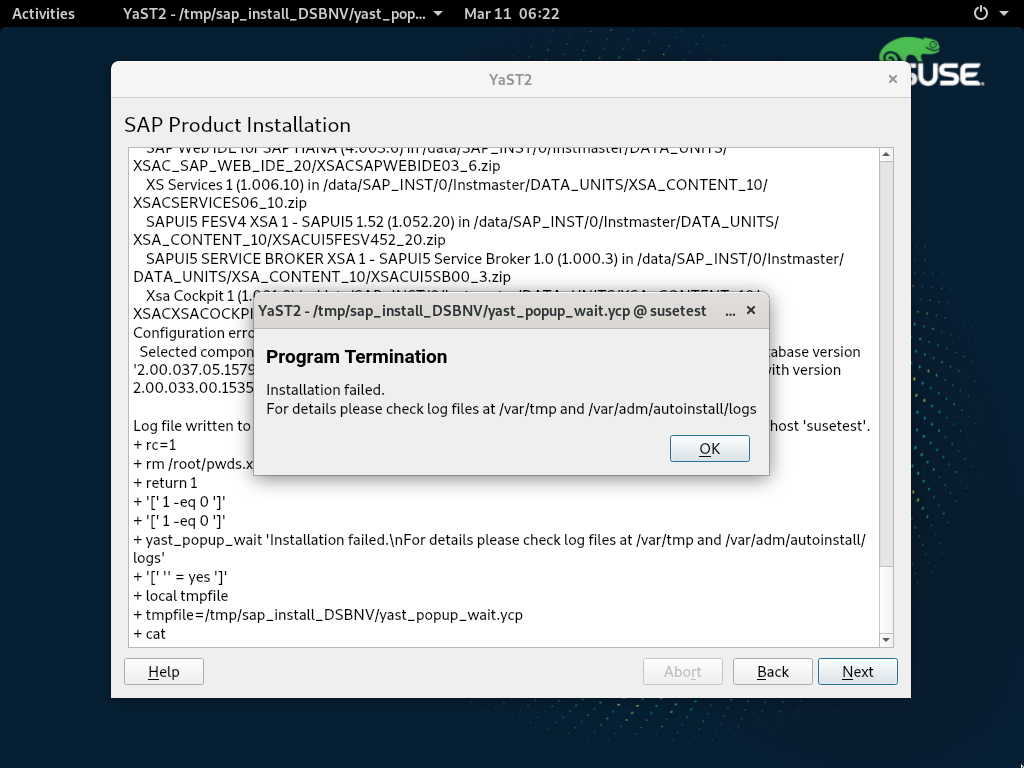 Activities YaST2 - /tmp/sap_install_DSBNV/yast_pop... Mar 11 06:22
SUSE
YaST2
SAP Product Installation
SAP Web IDE for SAP HANA (4.003.6) in /data/SAP_INST/0/Instmaster/DATA_UNITS/
XSAC_SAP_WEB_IDE_20/XSACSAPWEBIDE03_6.zip
XS Services 1 (1.006.10) in /data/SAP_INST/0/Instmaster/DATA_UNITS/XSA_CONTENT_10/
XSACSERVICES06_10.zip
SAPUI5 FESV4 XSA 1 - SAPUI5 1.52 (1.052.20) in /data/SAP_INST/0/Instmaster/DATA_UNITS/
XSA_CONTENT_10/XSACUI5FESV452_20.zip
SAPUI5 SERVICE BROKER XSA 1 - SAPUI5 Service Broker 1.0 (1.000.3) in /data/SAP_INST/0/Instmaster/
DATA_UNITS/XSA_CONTENT_10/XSACUI5SB00_3.zip
Xsa Cockpit 1
XSACXSACOCKPI
Configuration erro
Selected compon abase version
'2.00.037.05.1579 with version
2.00.033.00.1535
Log file written to host 'susetest'.
+ rc=1
+ rm /root/pwds.x
+ return 1
+ '[' 1 -eq 0 ']'
+ '[' 1 -eq 0 ']'
+ yast_popup_wait 'Installation failed.\nFor details please check log files at /var/tmp and /var/adm/autoinstall/
logs'
+ '[' '' = yes ']'
+ local tmpfile
+ tmpfile=/tmp/sap_install_DSBNV/yast_popup_wait.ycp
+ cat
YaST2 - /tmp/sap_install_DSBNV/yast_popup_wait.ycp @ susetest ...
Program Termination
Installation failed.
For details please check log files at /var/tmp and /var/adm/autoinstall/logs
OK
Help Abort Back Next